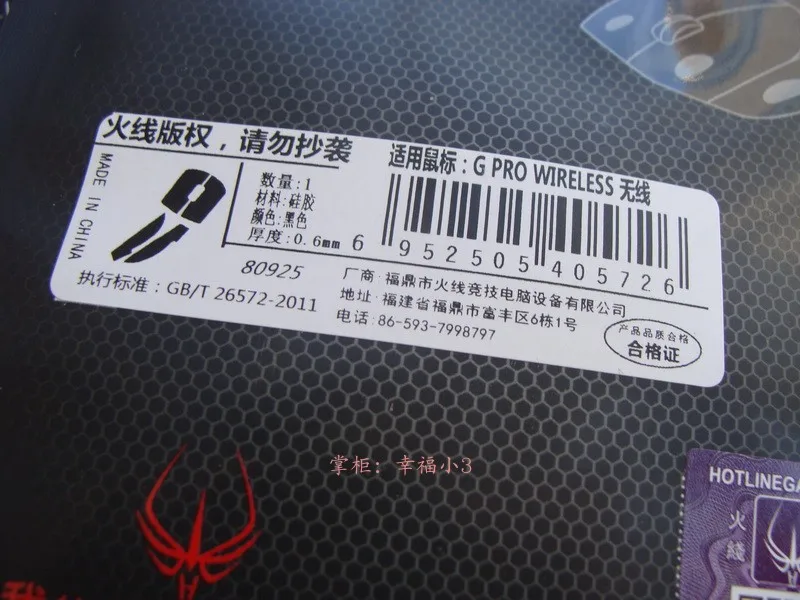 火线版权，请勿抄袭
适用鼠标：G PRO WIRELESS 无线
MADE IN CHINA
数量：1
材料：硅胶
颜色：黑色
厚度：0.6mm
6 952505 405726
80925
执行标准：GB/T 26572-2011
厂商：福鼎市火线竞技电脑设备有限公司
地址：福建省福鼎市富丰区6栋1号
电话：86-593-7998797
产品品质合格
合格证
掌柜：幸福小3
HOTLINEGA
火
线